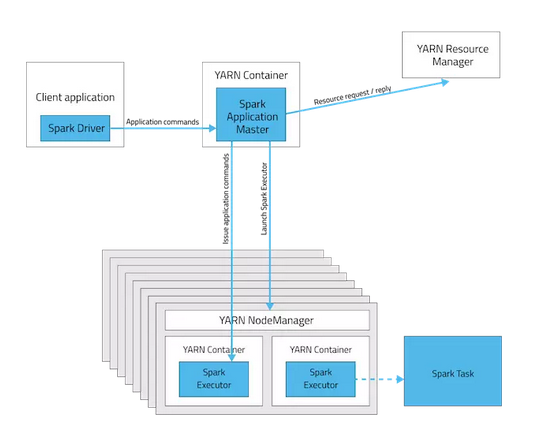 YARN Resource
Manager
YARN Container
Client application
Spark
Application
Master
Resource request / reply
Spark Driver
Application commands
Issue application commands
Launch Spark Executor
YARN NodeManager
YARN Container
YARN Container
Spark
Executor
Spark
Executor
Spark Task